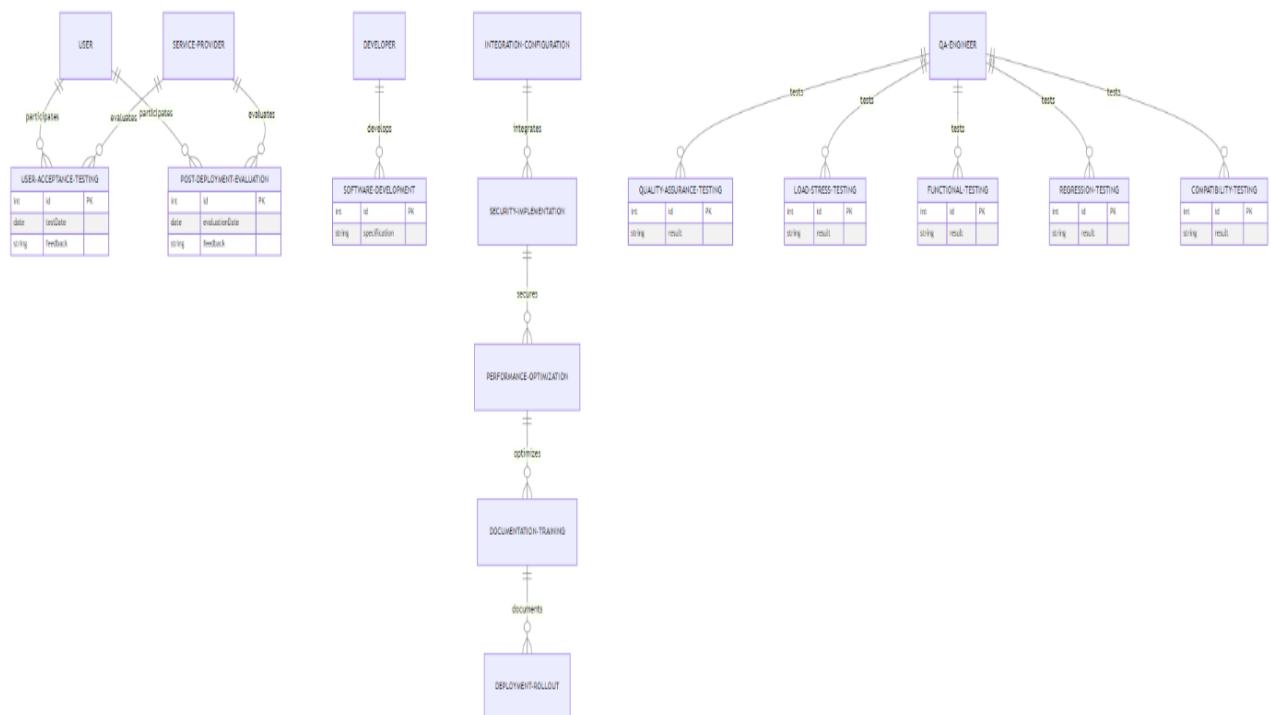 USER
SERVICE-PROVIDER
DEVELOPER
INTEGRATION-CONFIGURATION
QA-ENGINEER
participates
evaluates
participates
evaluates
develops
integrates
tests
tests
tests
tests
tests
USER-ACCEPTANCE-TESTING
int id PK
date testDate
string feedback
POST-DEPLOYMENT-EVALUATION
int id PK
date evaluationDate
string feedback
SOFTWARE-DEVELOPMENT
int id PK
string specification
SECURITY-IMPLEMENTATION
QUALITY-ASSURANCE-TESTING
int id PK
string result
LOAD-STRESS-TESTING
int id PK
string result
FUNCTIONAL-TESTING
int id PK
string result
REGRESSION-TESTING
int id PK
string result
COMPATIBILITY-TESTING
int id PK
string result
secures
PERFORMANCE-OPTIMIZATION
optimizes
DOCUMENTATION-TRAINING
documents
DEPLOYMENT-ROLLOUT